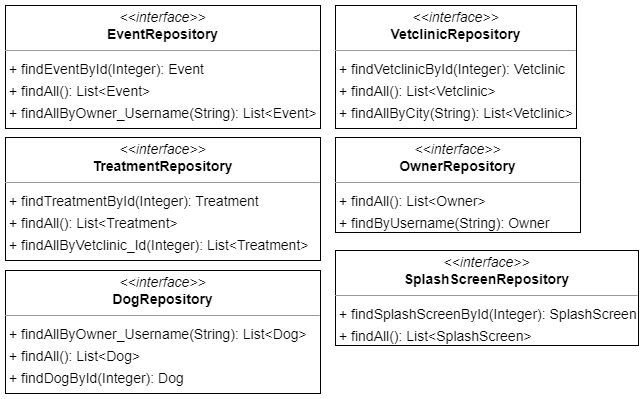 <<interface>>
EventRepository
+ findEventById(Integer): Event
+ findAll(): List<Event>
+ findAllByOwner_Username(String): List<Event>
<<interface>>
VetclinicRepository
+ findVetclinicById(Integer): Vetclinic
+ findAll(): List<Vetclinic>
+ findAllByCity(String): List<Vetclinic>
<<interface>>
TreatmentRepository
+ findTreatmentById(Integer): Treatment
+ findAll(): List<Treatment>
+ findAllByVetclinic_Id(Integer): List<Treatment>
<<interface>>
OwnerRepository
+ findAll(): List<Owner>
+ findByUsername(String): Owner
<<interface>>
DogRepository
+ findAllByOwner_Username(String): List<Dog>
+ findAll(): List<Dog>
+ findDogById(Integer): Dog
<<interface>>
SplashScreenRepository
+ findSplashScreenById(Integer): SplashScreen
+ findAll(): List<SplashScreen>